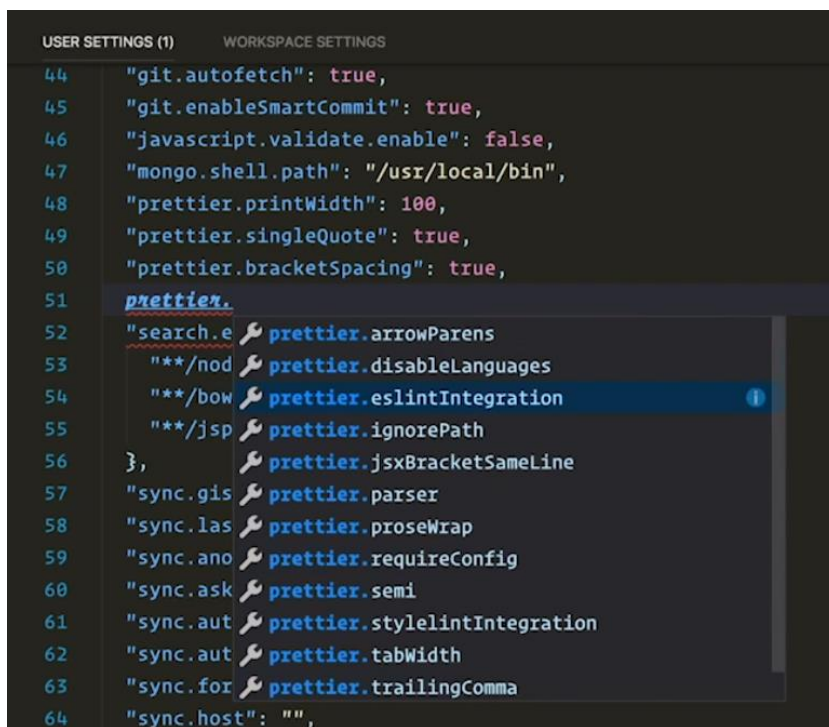 USER SETTINGS (1) WORKSPACE SETTINGS
44 "git.autofetch": true,
45 "git.enableSmartCommit": true,
46 "javascript.validate.enable": false,
47 "mongo.shell.path": "/usr/local/bin",
48 "prettier.printWidth": 100,
49 "prettier.singleQuote": true,
50 "prettier.bracketSpacing": true,
51 prettier.
52 "search.e prettier.arrowParens
53 "**/nod prettier.disableLanguages
54 "**/bow prettier.eslintIntegration
55 "**/jsp prettier.ignorePath
56 }, prettier.jsxBracketSameLine
57 "sync.gis prettier.parser
58 "sync.las prettier.proseWrap
59 "sync.ano prettier.requireConfig
60 "sync.ask prettier.semi
61 "sync.aut prettier.stylelintIntegration
62 "sync.aut prettier.tabWidth
63 "sync.for prettier.trailingComma
64 "sync.host": "",